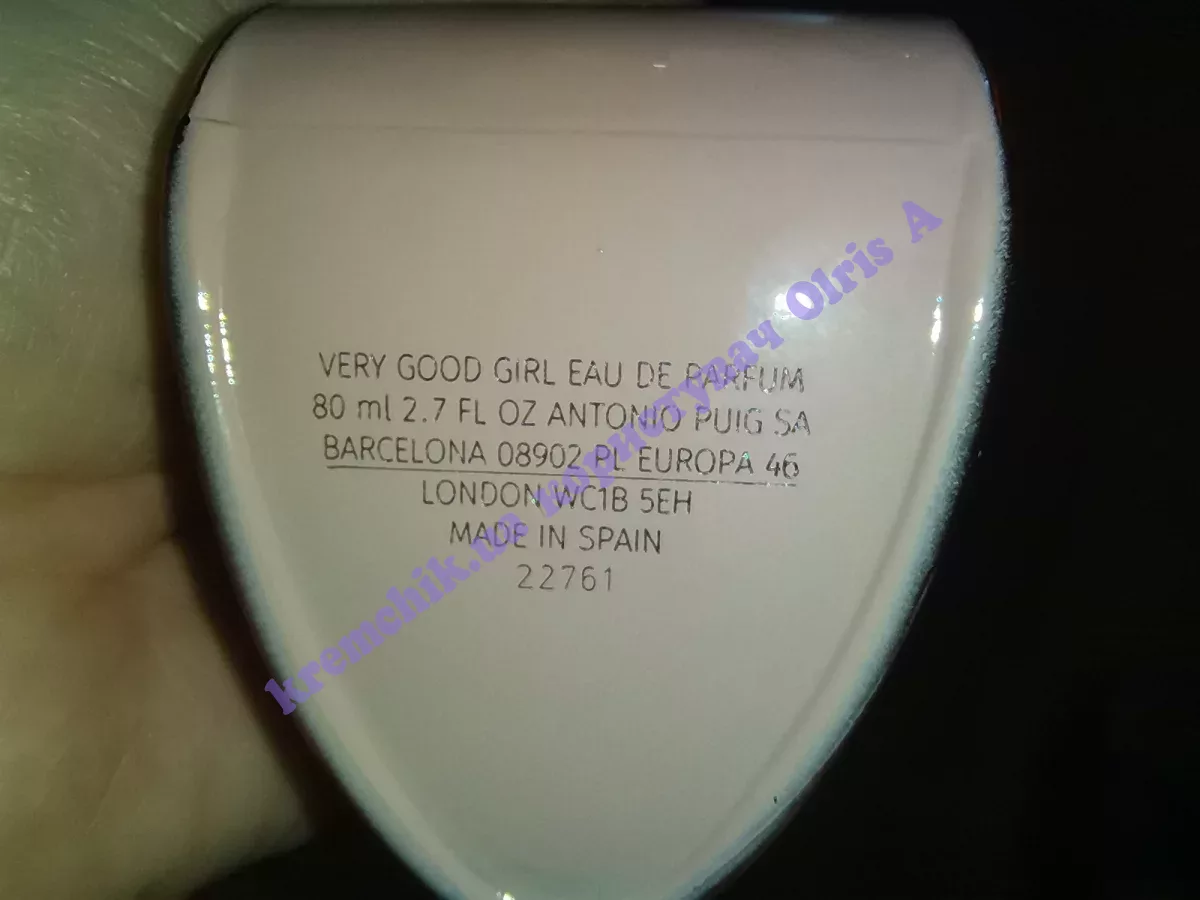 VERY GOOD GIRL EAU DE PARFUM
80 ml 2.7 FL OZ ANTONIO PUIG SA
BARCELONA 08902 PL EUROPA 46
LONDON WC1B 5EH
MADE IN SPAIN
22761
kremchik.ua користувач Olris A